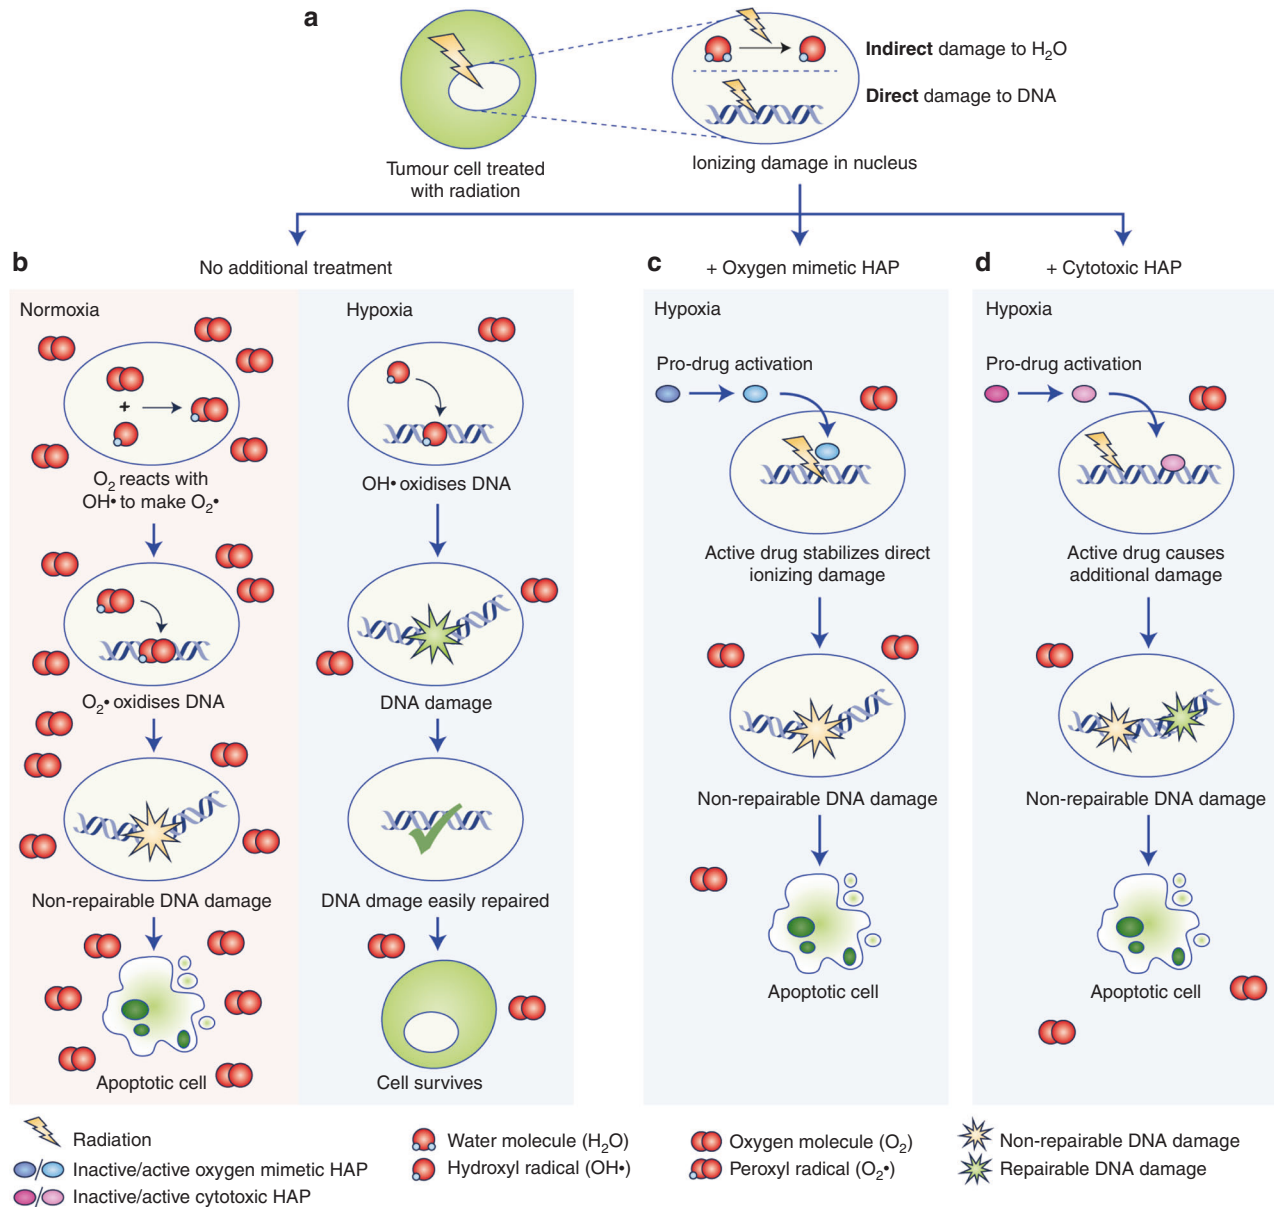 a
Indirect damage to H₂O
Direct damage to DNA
Tumour cell treated
with radiation
Ionizing damage in nucleus
b
No additional treatment
Normoxia
Hypoxia
+
O₂ reacts with
OH• to make O₂•
O₂• oxidises DNA
Non-repairable DNA damage
Apoptotic cell
OH• oxidises DNA
DNA damage
DNA dmage easily repaired
Cell survives
c
+ Oxygen mimetic HAP
Hypoxia
Pro-drug activation
Active drug stabilizes direct
ionizing damage
Non-repairable DNA damage
Apoptotic cell
d
+ Cytotoxic HAP
Hypoxia
Pro-drug activation
Active drug causes
additional damage
Non-repairable DNA damage
Apoptotic cell
Radiation
/ Inactive/active oxygen mimetic HAP
/ Inactive/active cytotoxic HAP
Water molecule (H₂O)
Hydroxyl radical (OH•)
Oxygen molecule (O₂)
Peroxyl radical (O₂•)
Non-repairable DNA damage
Repairable DNA damage